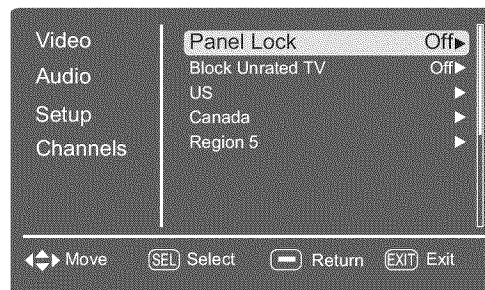 Video
Audio
Setup
Channels
Panel Lock Off
Block Unrated TV Off
US
Canada
Region 5
Move SEL Select Return EXIT Exit